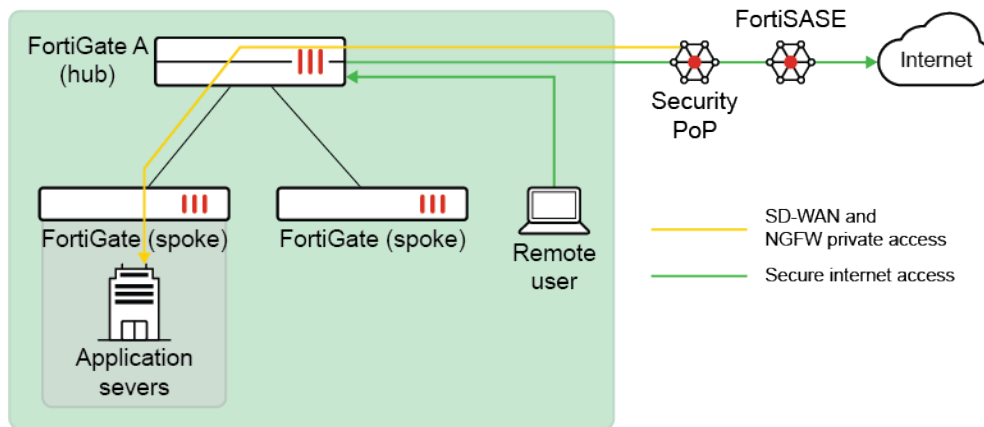 FortiGate A
(hub)
FortiSASE
Internet
Security
PoP
FortiGate (spoke)
FortiGate (spoke)
Remote
user
Application
severs
SD-WAN and
NGFW private access
Secure internet access